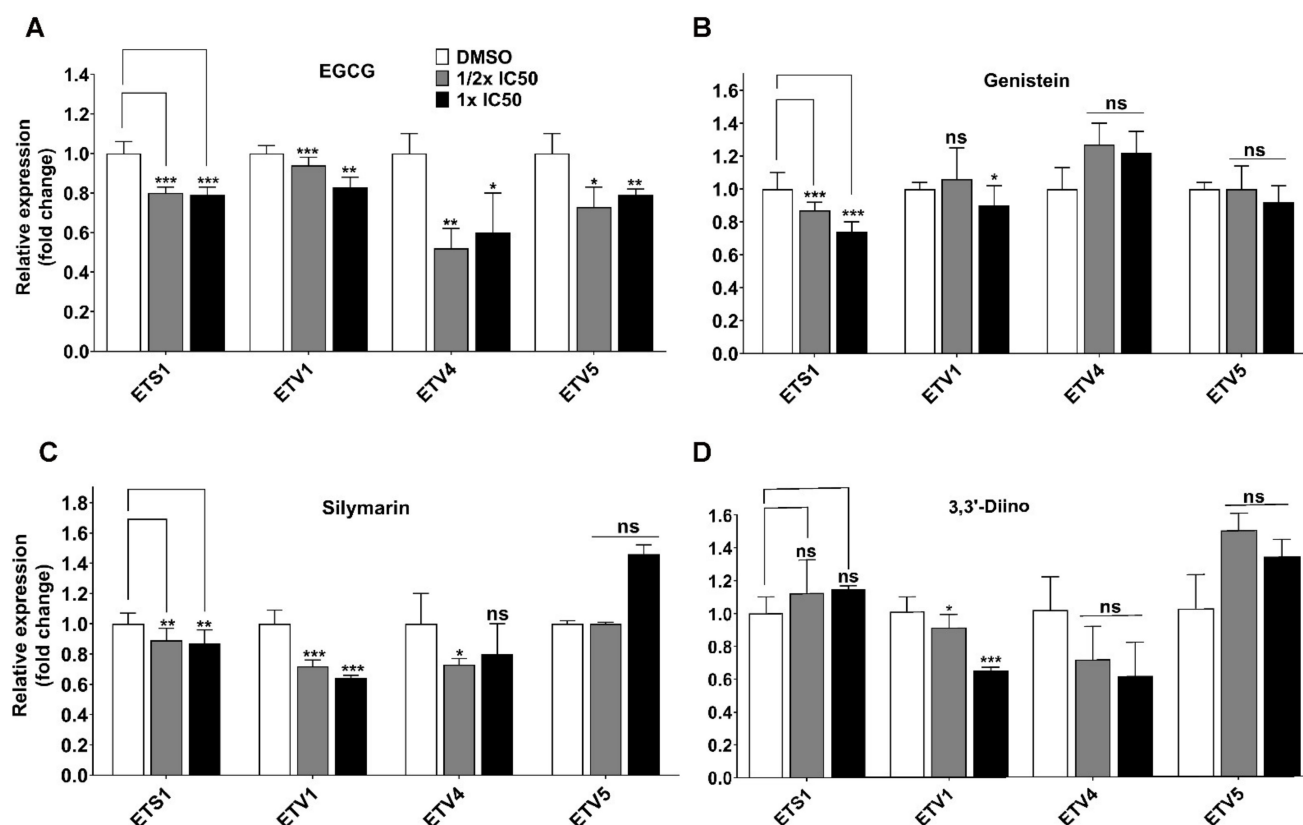 A
EGCG
DMSO
1/2x IC50
1x IC50
Relative expression
(fold change)
1.4
1.2
1.0
0.8
0.6
0.4
0.2
0.0
*** ***
*** **
** *
* **
ETS1 ETV1 ETV4 ETV5
B
Genistein
1.6
1.4
1.2
1.0
0.8
0.6
0.4
0.2
0.0
*** ***
ns *
ns
ns
ETS1 ETV1 ETV4 ETV5
C
Silymarin
Relative expression
(fold change)
1.8
1.6
1.4
1.2
1.0
0.8
0.6
0.4
0.2
0.0
** **
*** ***
* ns
ns
ETS1 ETV1 ETV4 ETV5
D
3,3'-Diino
1.6
1.4
1.2
1.0
0.8
0.6
0.4
0.2
0.0
ns ns
* ***
ns
ns
ETS1 ETV1 ETV4 ETV5